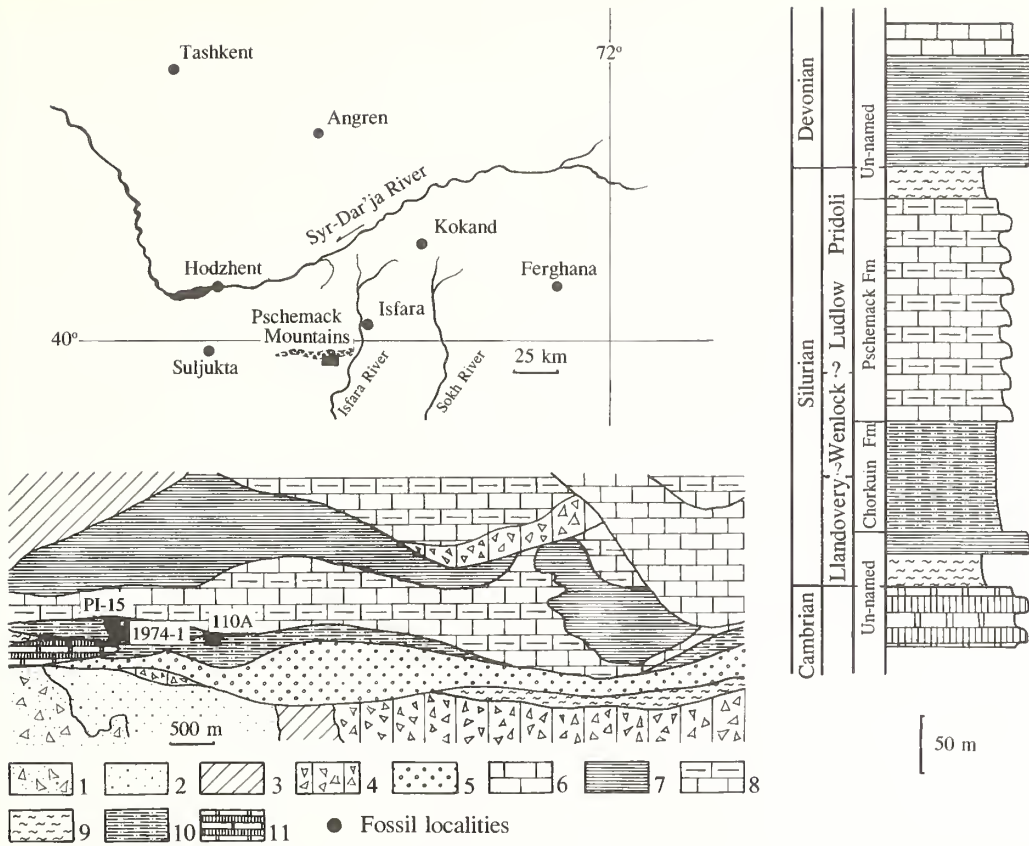 Tashkent
72°
Angren
Syr-Dar'ja River
Kokand
Hodzhent
Ferghana
Pschemack
Mountains
Isfara
40°
Suljukta
25 km
Isfara River
Sokh River
PI-15
1974-1
110A
500 m
1
2
3
4
5
6
7
8
9
10
11
Fossil localities
Devonian
Silurian
Cambrian
Pridoli
Ludlow
?
Wenlock
?
Llandovery
Un-named
Pschemack Fm
Chorkuin Fm
Un-named
50 m